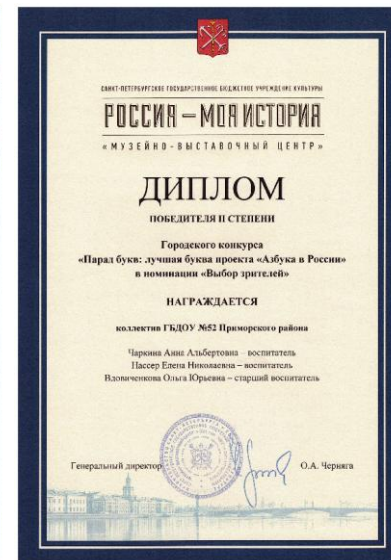 САНКТ-ПЕТЕРБУРГСКОЕ ГОСУДАРСТВЕННОЕ БЮДЖЕТНОЕ УЧРЕЖДЕНИЕ КУЛЬТУРЫ
РОССИЯ – МОЯ ИСТОРИЯ
«МУЗЕЙНО-ВЫСТАВОЧНЫЙ ЦЕНТР»
ДИПЛОМ
ПОБЕДИТЕЛЯ II СТЕПЕНИ
Городского конкурса
«Парад букв: лучшая буква проекта «Азбука в России»
в номинации «Выбор зрителей»
НАГРАЖДАЕТСЯ
коллектив ГБДОУ №52 Приморского района
Чаркина Анна Альбертовна – воспитатель
Нассер Елена Николаевна – воспитатель
Вдовиченкова Ольга Юрьевна – старший воспитатель
Генеральный директор
О.А. Черняга